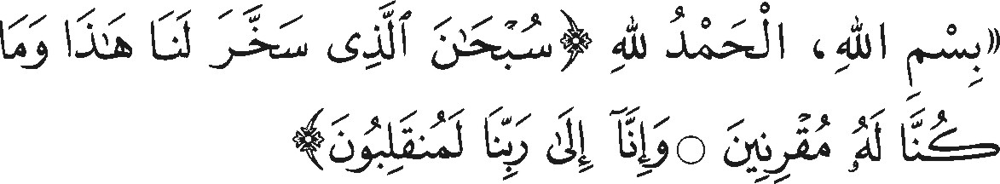 «بِسْمِ اللهِ، الْحَمْدُ للهِ ﴿سُبْحَٰنَ ٱلَّذِى سَخَّرَ لَنَا هَٰذَا وَمَا
كُنَّا لَهُۥ مُقْرِنِينَ ۝ وَإِنَّآ إِلَىٰ رَبِّنَا لَمُنقَلِبُونَ﴾